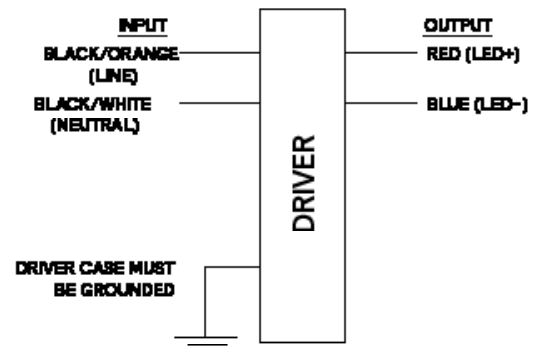 INPUT
BLACK/ORANGE
(LINE)
BLACK/WHITE
(NEUTRAL)
DRIVER CASE MUST
BE GROUNDED
DRIVER
OUTPUT
RED (LED+)
BLUE (LED-)